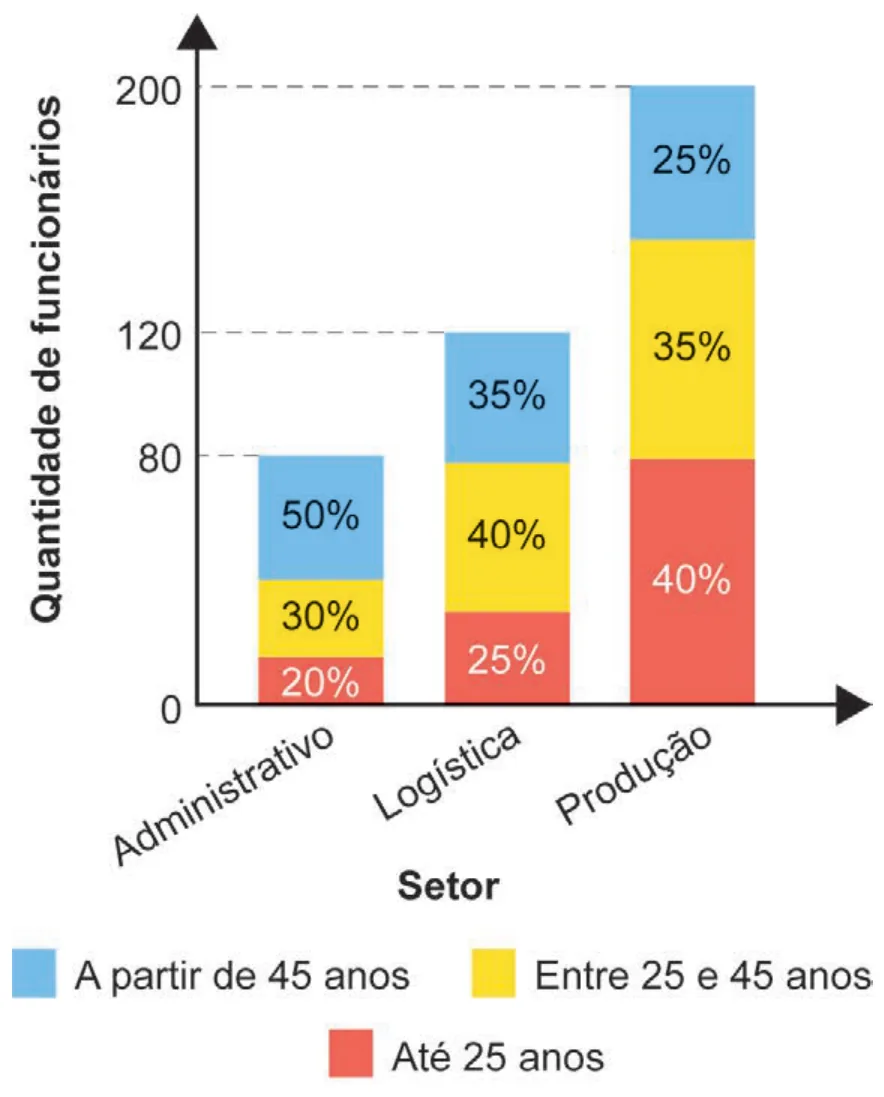 Quantidade de funcionários
200
120
80
0
25%
35%
40%
35%
40%
25%
50%
30%
20%
Administrativo
Logística
Produção
Setor
A partir de 45 anos
Entre 25 e 45 anos
Até 25 anos